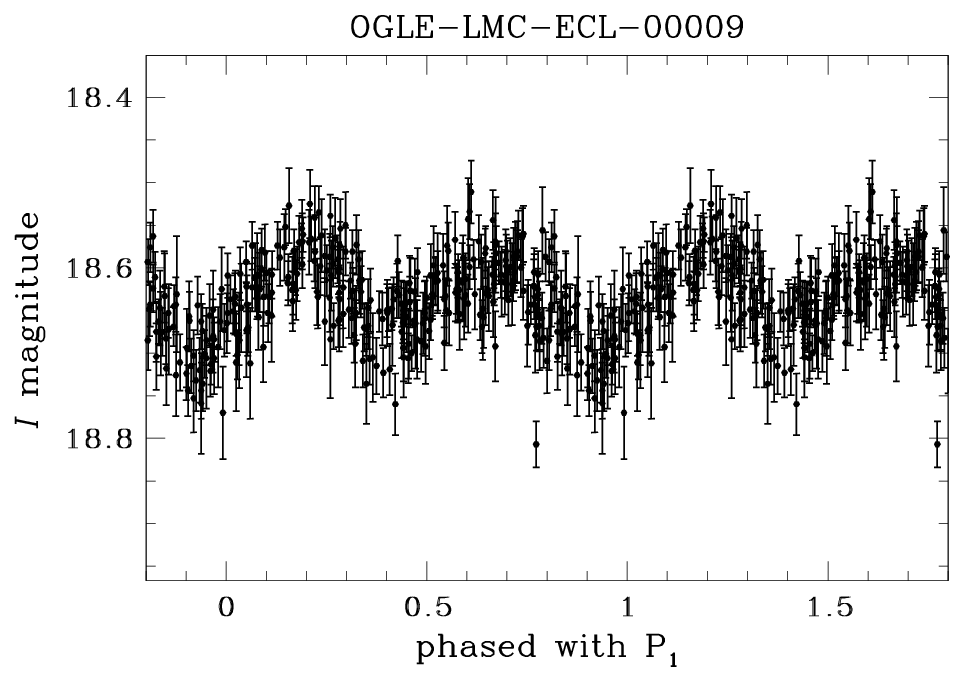 OGLE-LMC-ECL-00009
18.4
18.6
18.8
I magnitude
0 0.5 1 1.5
phased with P1